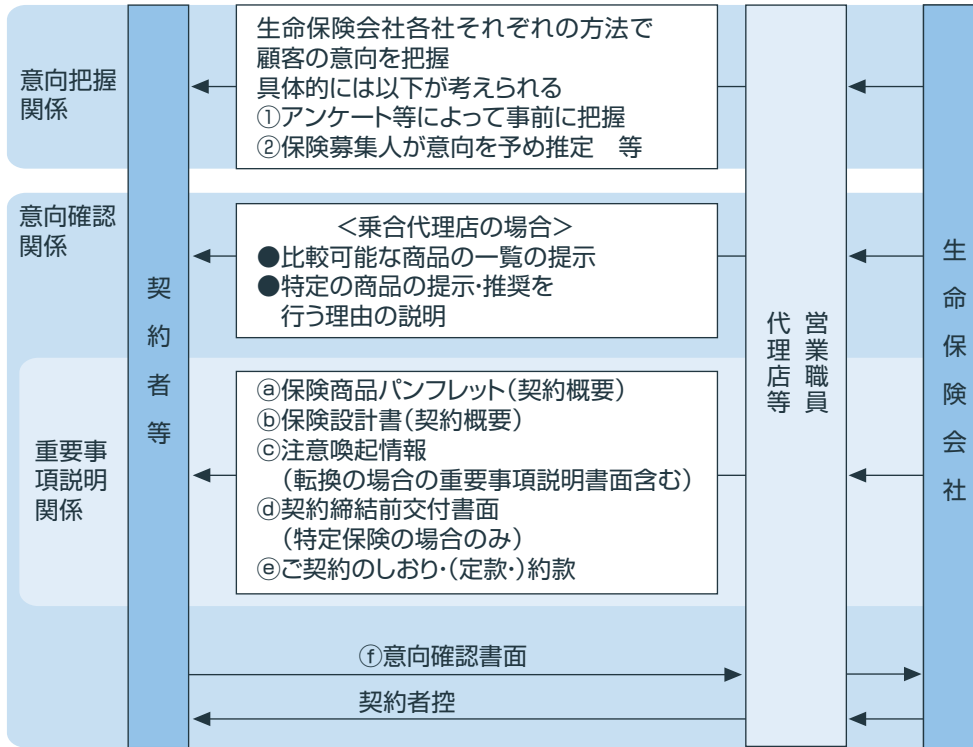 意向把握
関係
生命保険会社各社それぞれの方法で
顧客の意向を把握
具体的には以下が考えられる
①アンケート等によって事前に把握
②保険募集人が意向を予め推定　等
意向確認
関係
＜乗合代理店の場合＞
●比較可能な商品の一覧の提示
●特定の商品の提示・推奨を
行う理由の説明
重要事
項説明
関係
ⓐ保険商品パンフレット（契約概要）
ⓑ保険設計書（契約概要）
ⓒ注意喚起情報
（転換の場合の重要事項説明書面含む）
ⓓ契約締結前交付書面
（特定保険の場合のみ）
ⓔご契約のしおり・（定款・）約款
契約者等
営業職員
代理店等
生命保険会社
ⓕ意向確認書面
契約者控